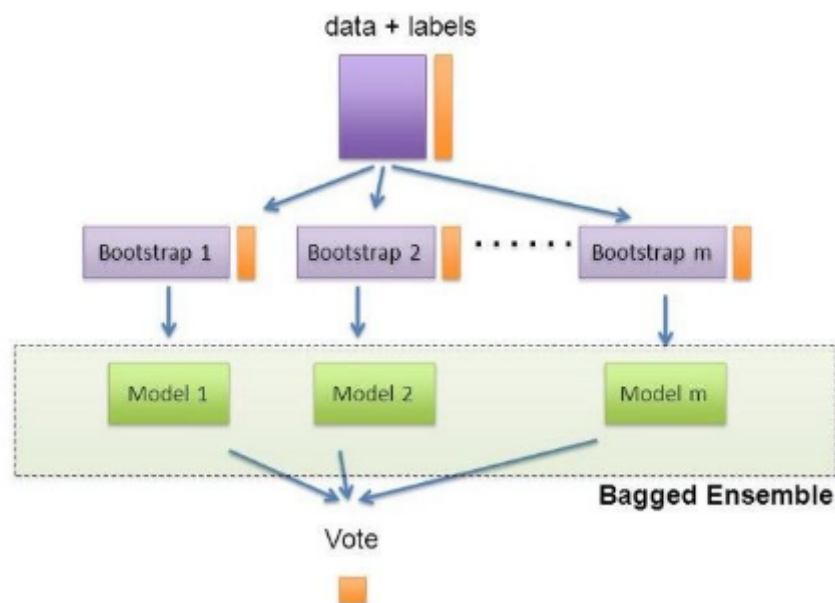 data + labels
Bootstrap 1
Bootstrap 2
......
Bootstrap m
Model 1
Model 2
Model m
Bagged Ensemble
Vote